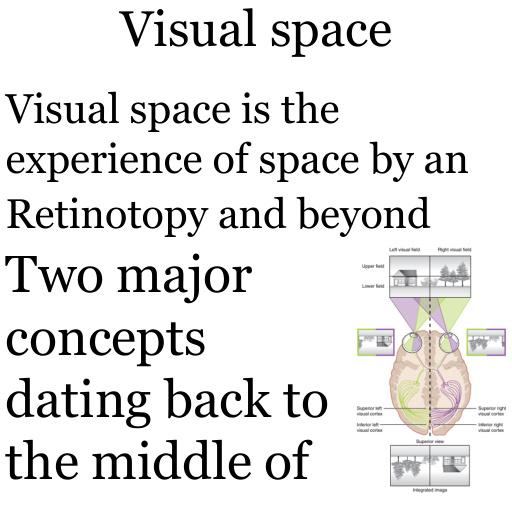 Visual space
Visual space is the
experience of space by an
Retinotopy and beyond
Two major
concepts
dating back to
the middle of
Left visual field
Right visual field
Upper field
Lower field
Superior left
visual cortex
Superior right
visual cortex
Inferior left
visual cortex
Inferior right
visual cortex
Superior view
Integrated image